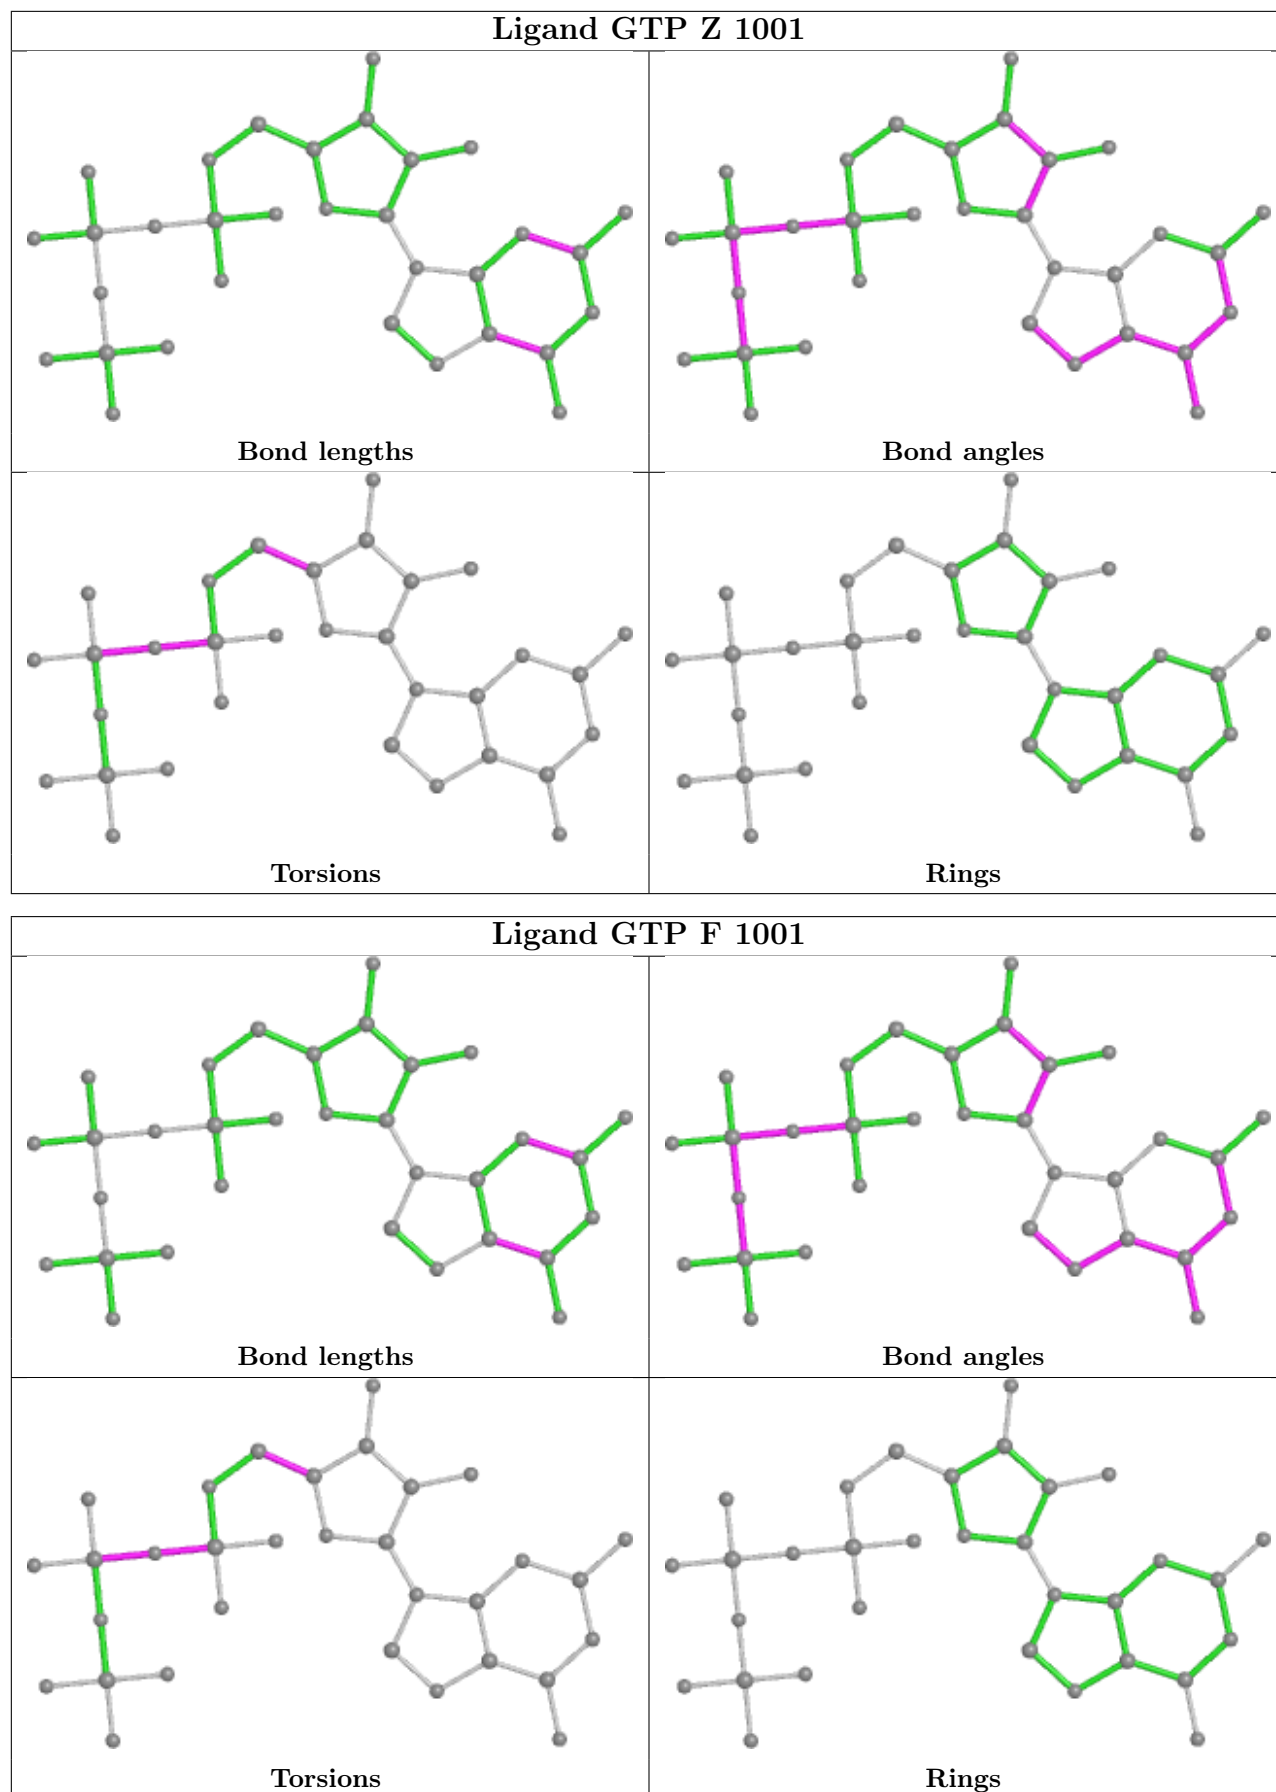 Ligand GTP Z 1001
Bond lengths
Bond angles
Torsions
Rings
Ligand GTP F 1001
Bond lengths
Bond angles
Torsions
Rings